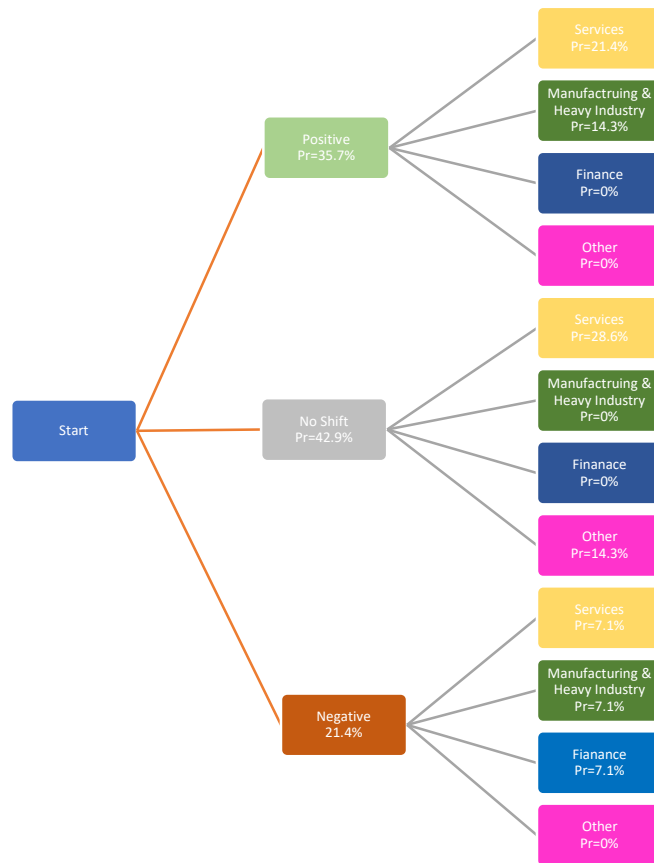 Services
Pr=21.4%
Manufactruing &
Heavy Industry
Pr=14.3%
Positive
Pr=35.7%
Finance
Pr=0%
Other
Pr=0%
Services
Pr=28.6%
Manufactruing &
Heavy Industry
Pr=0%
Start
No Shift
Pr=42.9%
Finanace
Pr=0%
Other
Pr=14.3%
Services
Pr=7.1%
Manufacturing &
Heavy Industry
Pr=7.1%
Negative
21.4%
Fianance
Pr=7.1%
Other
Pr=0%